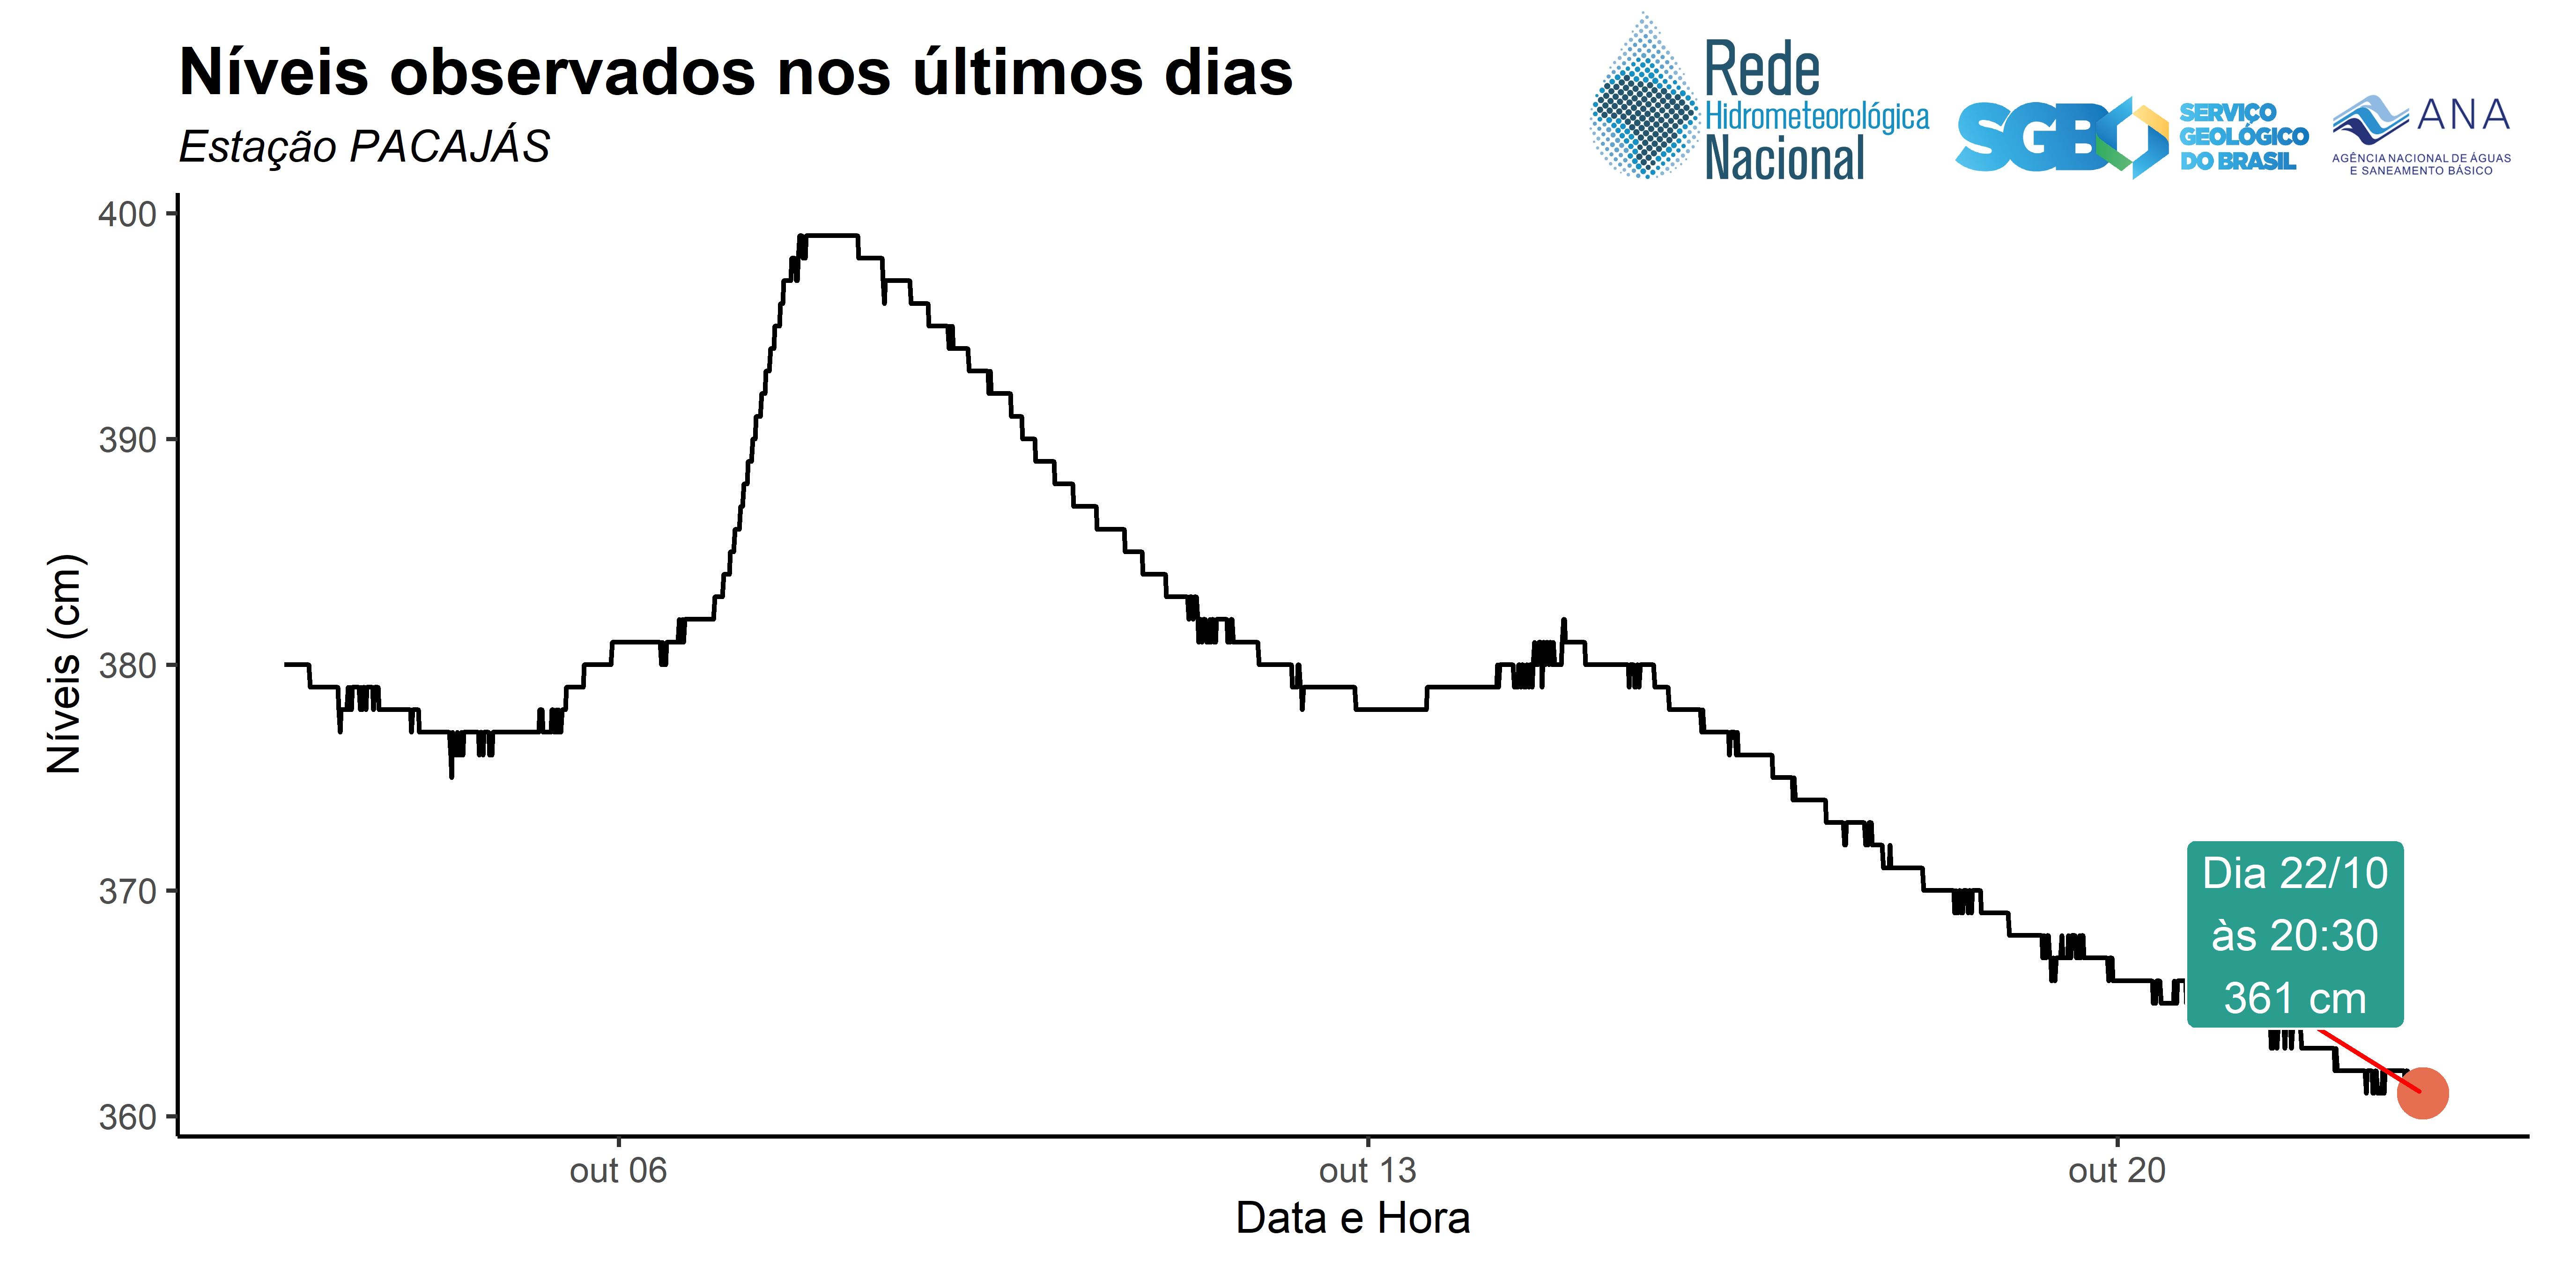 Níveis observados nos últimos dias
Estação PACAJÁS
Rede
Hidrometeorológica
Nacional
SGB
SERVIÇO
GEOLÓGICO
DO BRASIL
ANA
AGÊNCIA NACIONAL DE ÁGUAS
E SANEAMENTO BÁSICO
400
390
380
370
360
Níveis (cm)
Dia 22/10
às 20:30
361 cm
out 06
out 13
out 20
Data e Hora